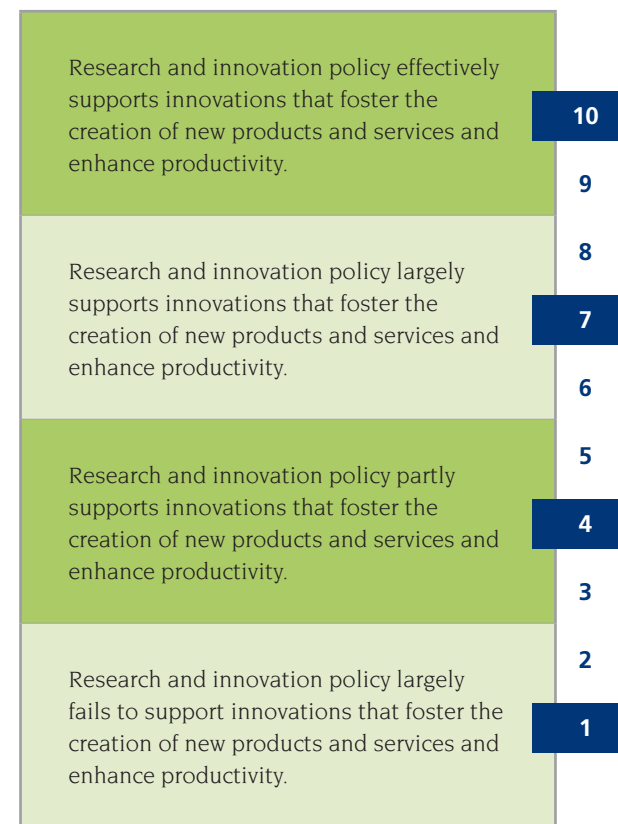 Research and innovation policy effectively
supports innovations that foster the
creation of new products and services and
enhance productivity.
10
9
8
Research and innovation policy largely
supports innovations that foster the
creation of new products and services and
enhance productivity.
7
6
5
Research and innovation policy partly
supports innovations that foster the
creation of new products and services and
enhance productivity.
4
3
2
Research and innovation policy largely
fails to support innovations that foster the
creation of new products and services and
enhance productivity.
1